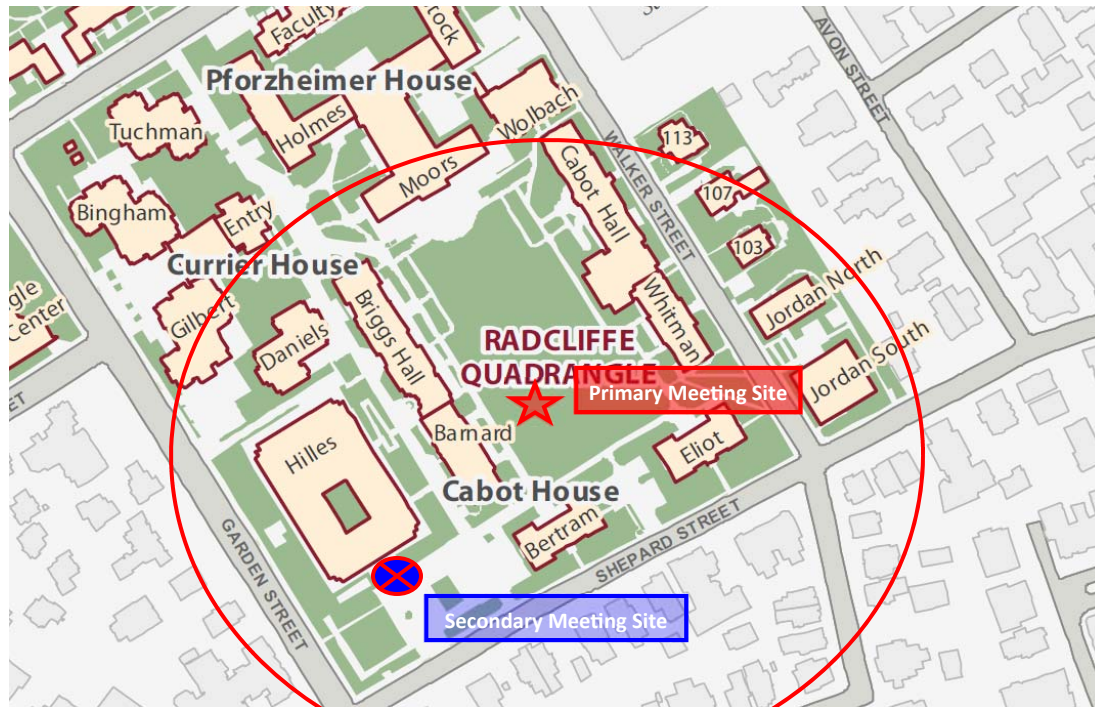 Faculty
tock
Pforzheimer House
Tuchman
Holmes
Wolbach
Moors
Cabot Hall
WALKER STREET
AVON STREET
113
107
103
Bingham
Entry
Currier House
Gilbert
Daniels
Briggs Hall
Whitman
Jordan North
Jordan South
gle
Center
EET
RADCLIFFE
QUADRANGLE
Primary Meeting Site
Barnard
Hilles
Eliot
Cabot House
Bertram
SHEPARD STREET
GARDEN STREET
Secondary Meeting Site